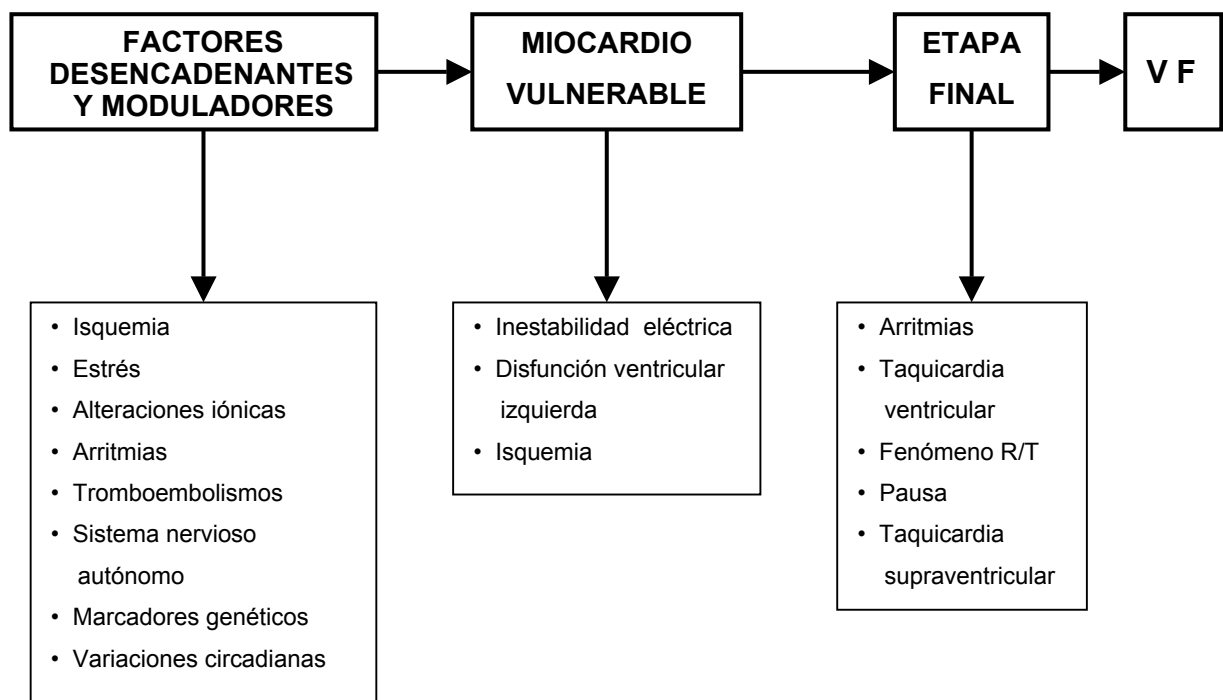 FACTORES
DESENCADENANTES
Y MODULADORES
MIOCARDIO
VULNERABLE
ETAPA
FINAL
V F
• Isquemia
• Estrés
• Alteraciones iónicas
• Arritmias
• Tromboembolismos
• Sistema nervioso
autónomo
• Marcadores genéticos
• Variaciones circadianas
• Inestabilidad eléctrica
• Disfunción ventricular
izquierda
• Isquemia
• Arritmias
• Taquicardia
ventricular
• Fenómeno R/T
• Pausa
• Taquicardia
supraventricular